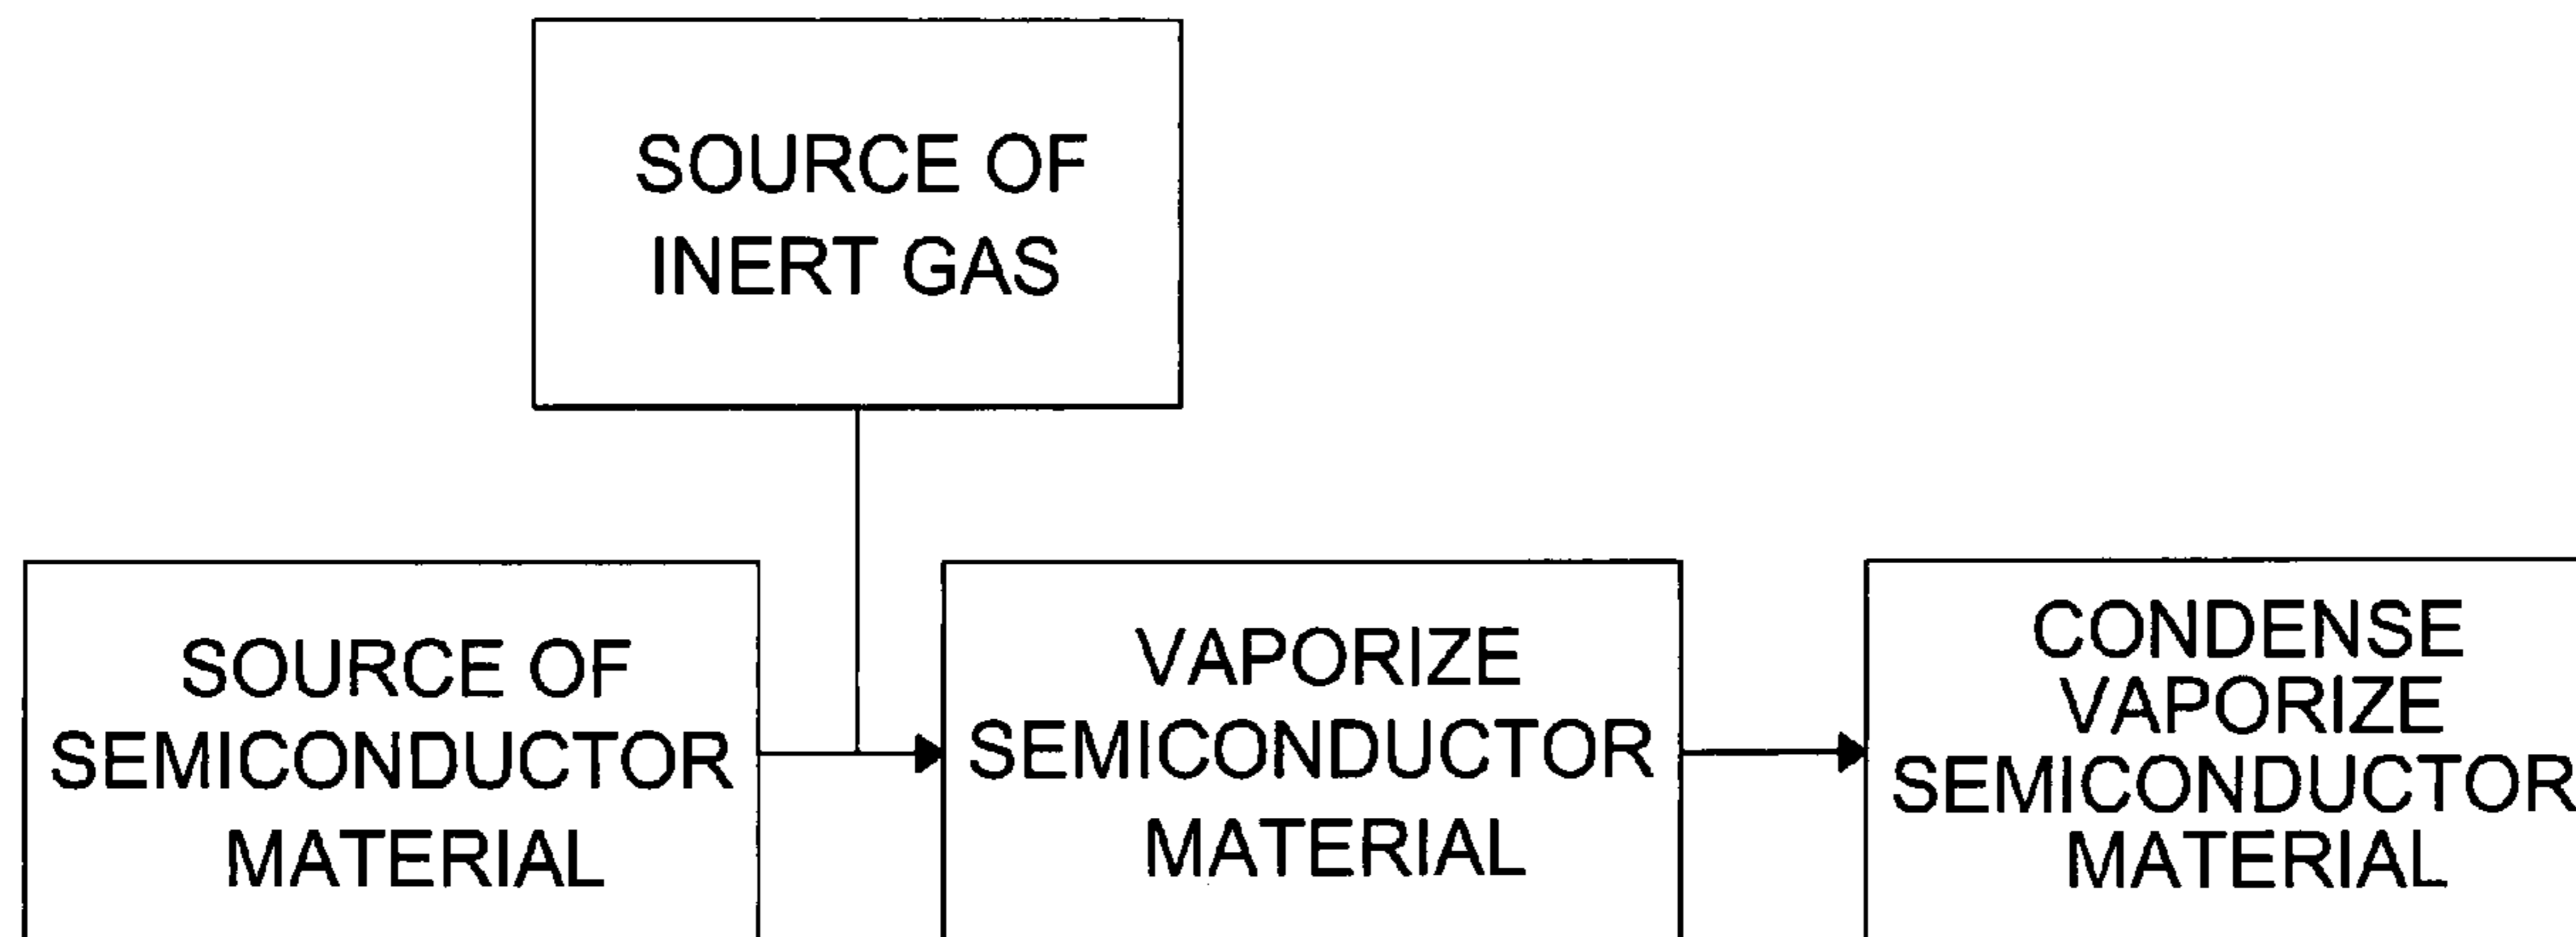 SOURCE OF
INERT GAS
SOURCE OF
SEMICONDUCTOR
MATERIAL
VAPORIZE
SEMICONDUCTOR
MATERIAL
CONDENSE
VAPORIZE
SEMICONDUCTOR
MATERIAL